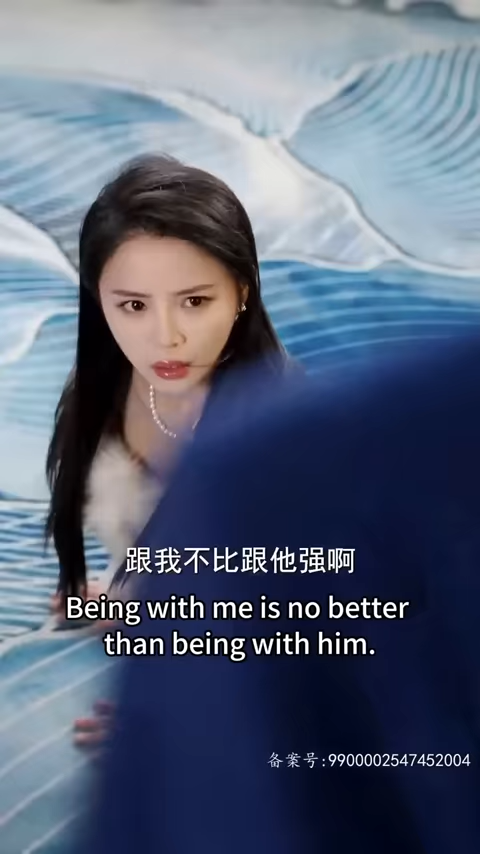 跟我不比跟他强啊
Being with me is no better
than being with him.
备案号:9900002547452004